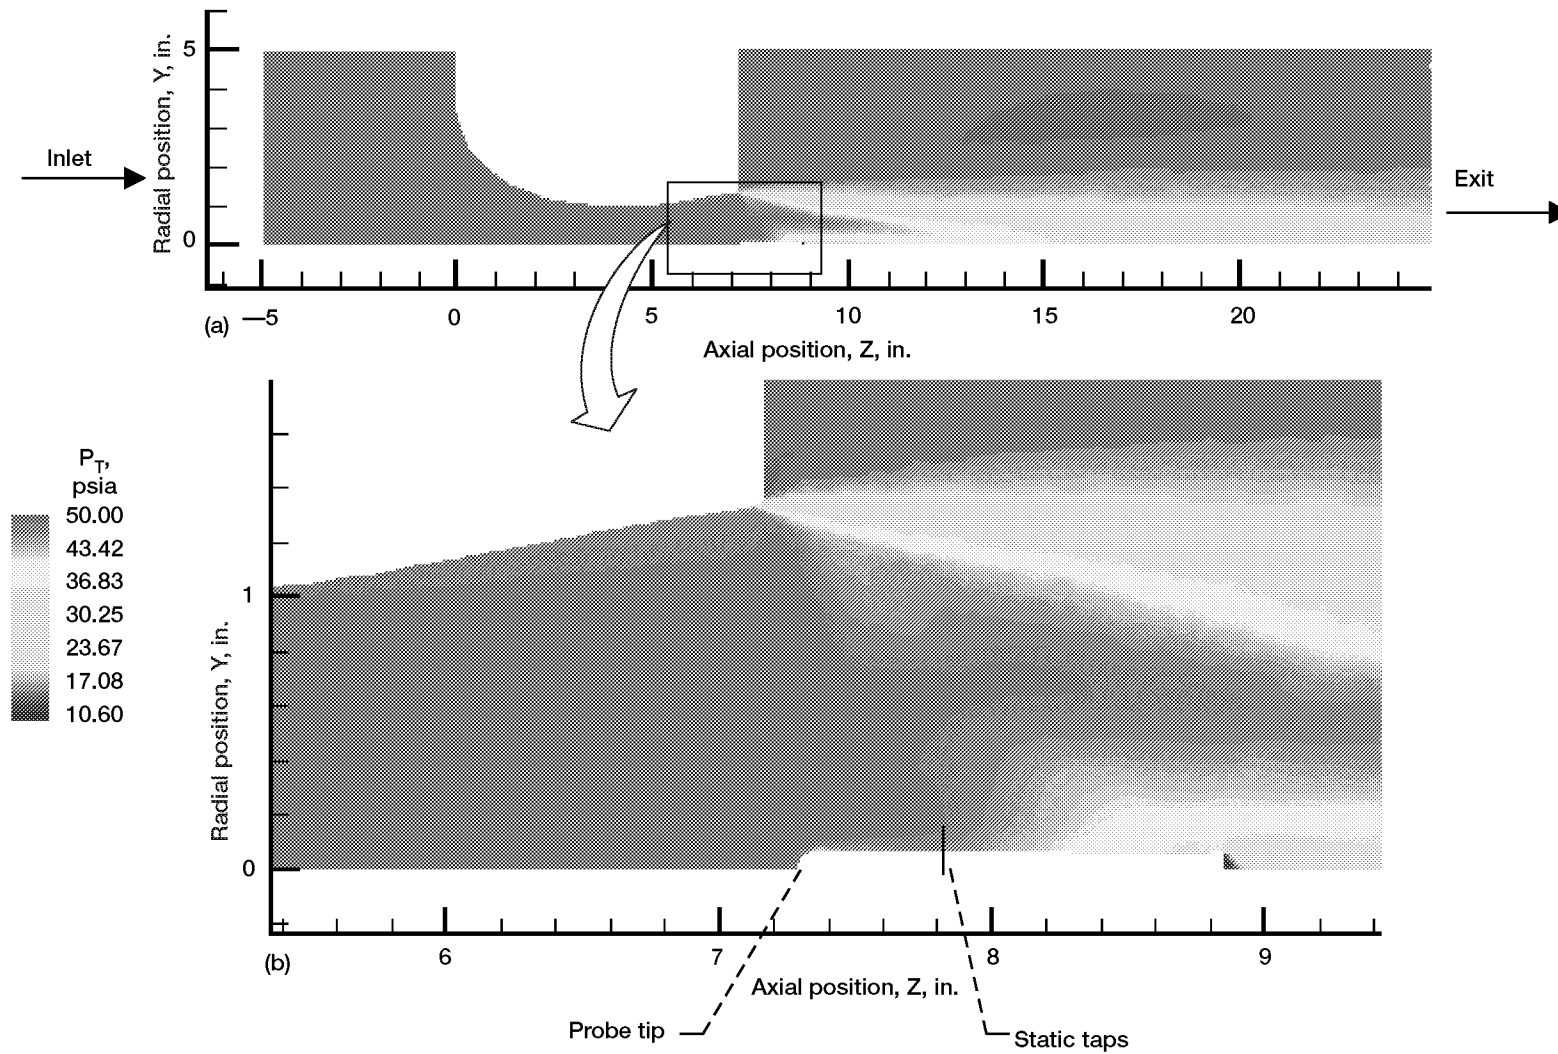 5
Radial position, Y, in.
Inlet
Exit
0
(a)
—5
0
5
10
15
20
Axial position, Z, in.
P_T,
psia
50.00
43.42
36.83
30.25
23.67
17.08
10.60
1
Radial position, Y, in.
0
6
7
8
9
(b)
Axial position, Z, in.
Probe tip
Static taps